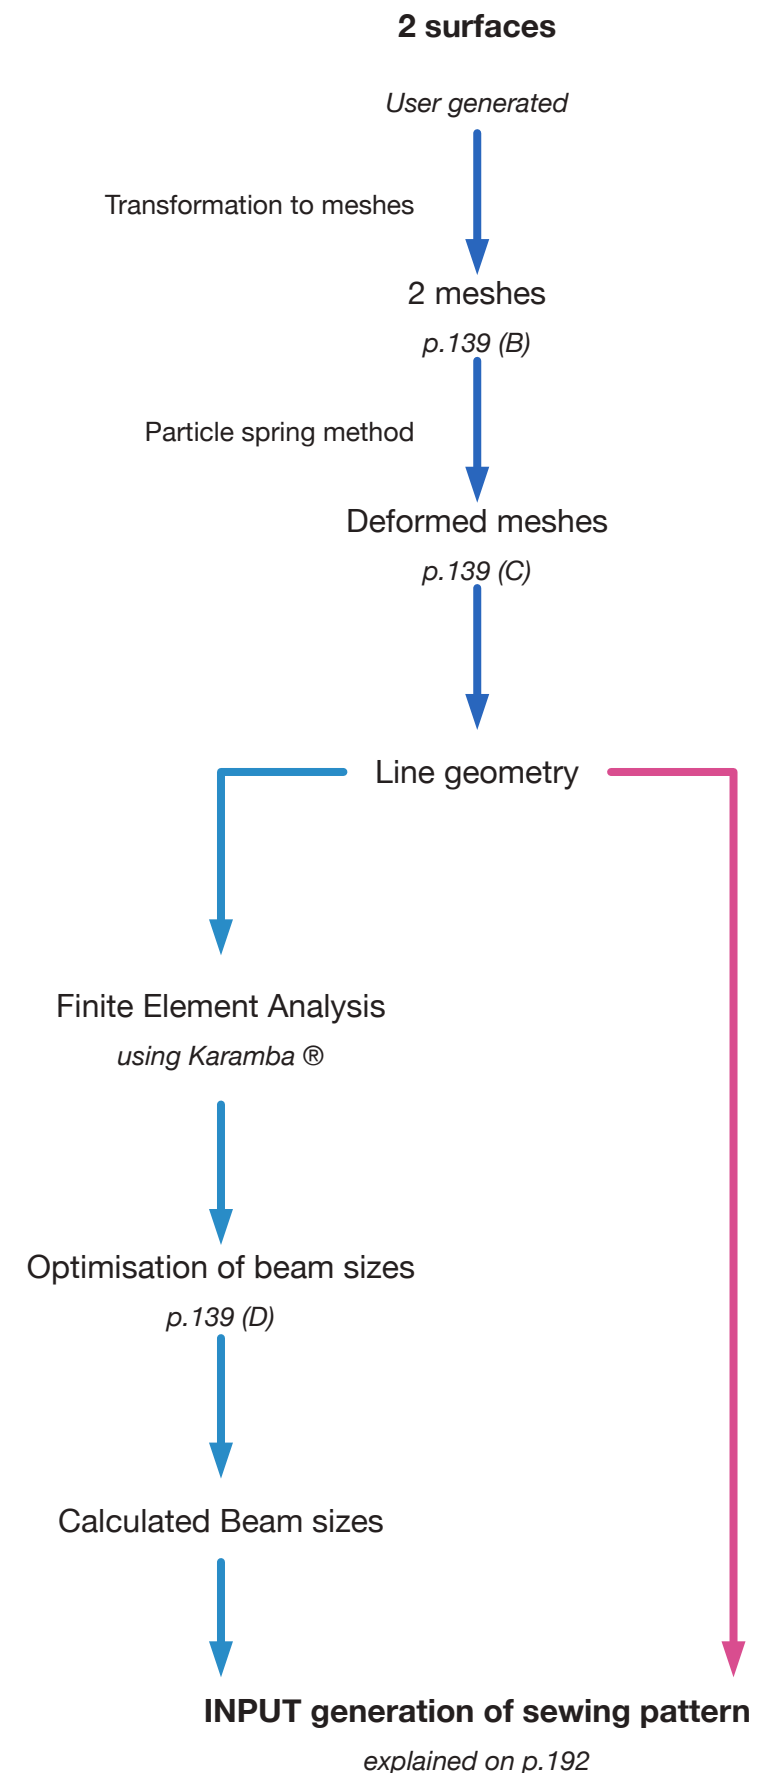 2 surfaces
User generated
Transformation to meshes
2 meshes
p.139 (B)
Particle spring method
Deformed meshes
p.139 (C)
Line geometry
Finite Element Analysis
using Karamba ®
Optimisation of beam sizes
p.139 (D)
Calculated Beam sizes
INPUT generation of sewing pattern
explained on p.192